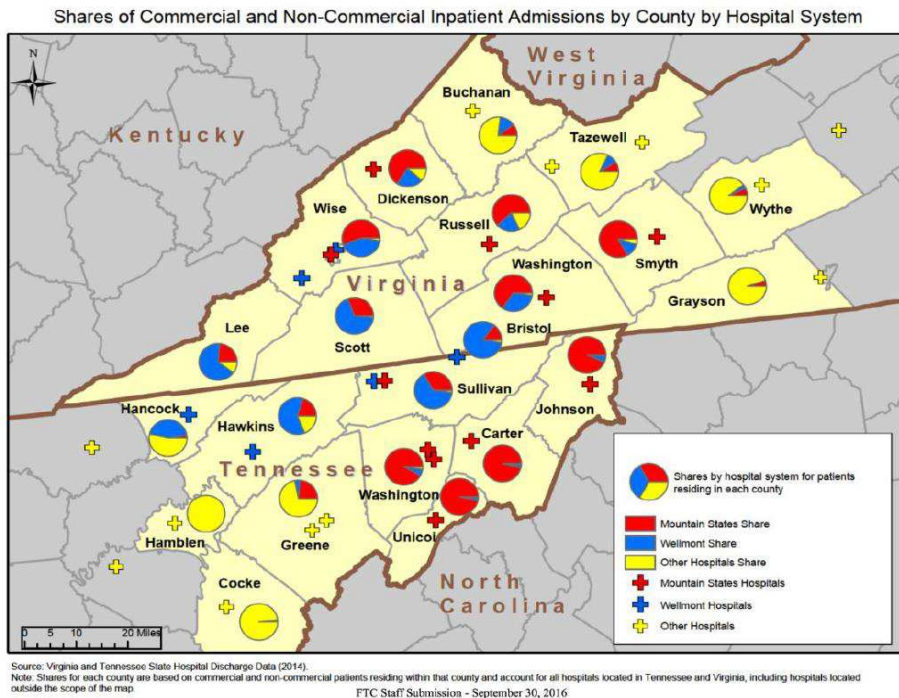 Shares of Commercial and Non-Commercial Inpatient Admissions by County by Hospital System
N
West
Virginia
Buchanan
Kentucky
Tazewell
Dickenson
Wythe
Wise
Russell
Smyth
Washington
Virginia
Grayson
Lee
Scott
Bristol
Sullivan
Johnson
Hancock
Hawkins
Carter
Tennessee
Washington
Hamblen
Greene
Unicoi
Cocke
North
Carolina
Shares by hospital system for patients
residing in each county
Mountain States Share
Wellmont Share
Other Hospitals Share
Mountain States Hospitals
Wellmont Hospitals
Other Hospitals
0 5 10 20 Miles
Source: Virginia and Tennessee State Hospital Discharge Data (2014).
Note: Shares for each county are based on commercial and non-commercial patients residing within that county and account for all hospitals located in Tennessee and Virginia, including hospitals located
outside the scope of the map.
FTC Staff Submission - September 30, 2016